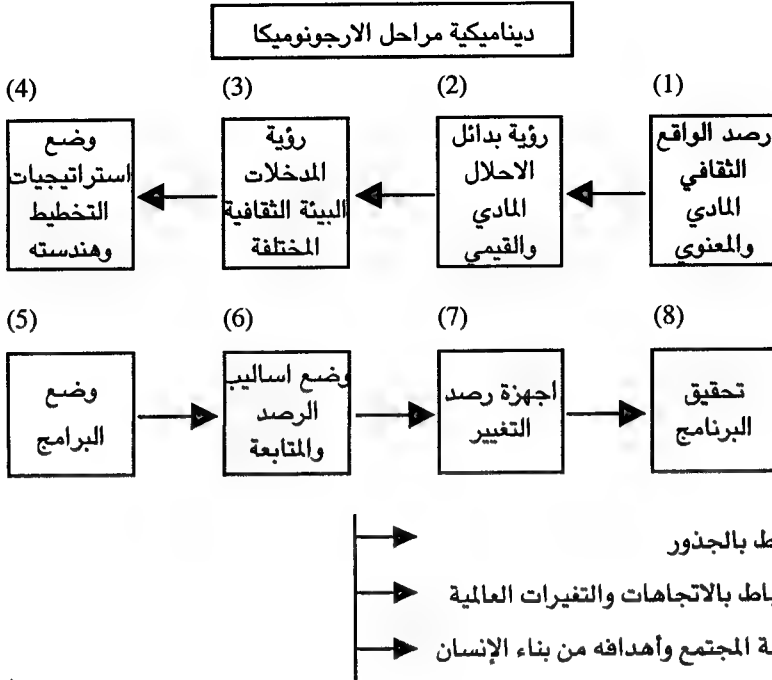 ديناميكية مراحل الارجونوميكا
(1)
رصد الواقع
الثقافي
المادي
والمعنوي
(2)
رؤية بدائل
الاحلال
المادي
والقيمي
(3)
رؤية
المدخلات
البيئة الثقافية
المختلفة
(4)
وضع
استراتيجيات
التخطيط
وهندسته
(5)
وضع
البرامج
(6)
وضع اساليب
الرصد
والمتابعة
(7)
اجهزة رصد
التغيير
(8)
تحقيق
البرنامج
بالجذور
بالاتجاهات والتغيرات العالمية
المجتمع وأهدافه من بناء الإنسان